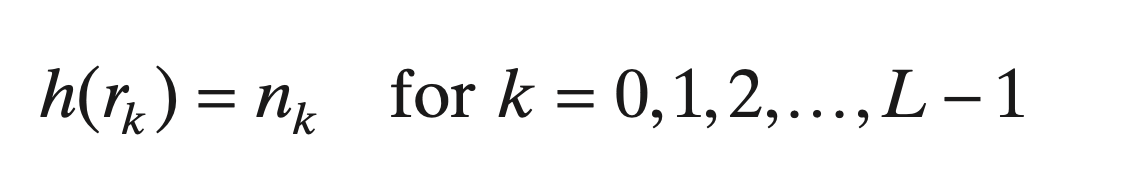 h(r_k) = n_k for k = 0,1,2,...,L − 1